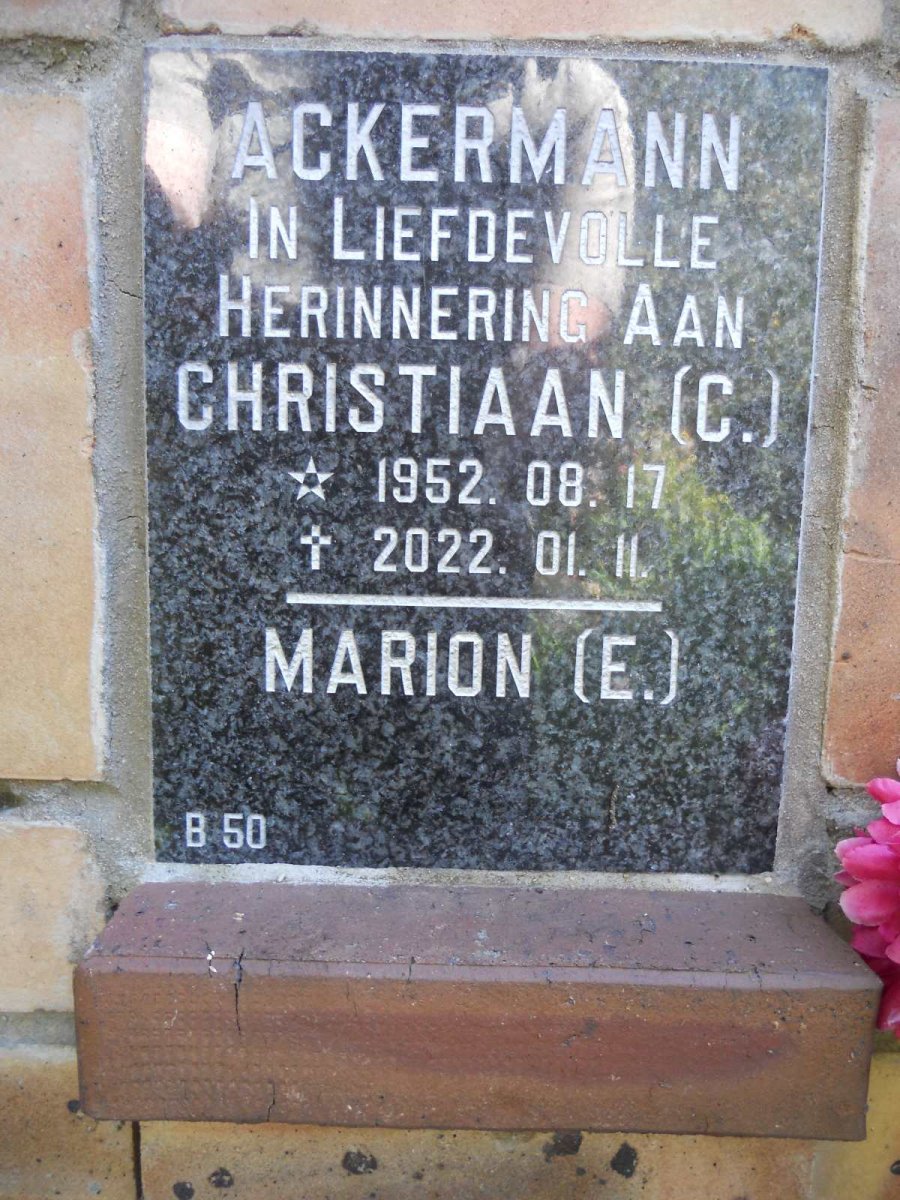 ACKERMANN
IN LIEFDEVOLLE
HERINNERING AAN
CHRISTIAAN (C.)
☆ 1952. 08. 17
✝ 2022. 01. 11.
MARION (E.)
B 50